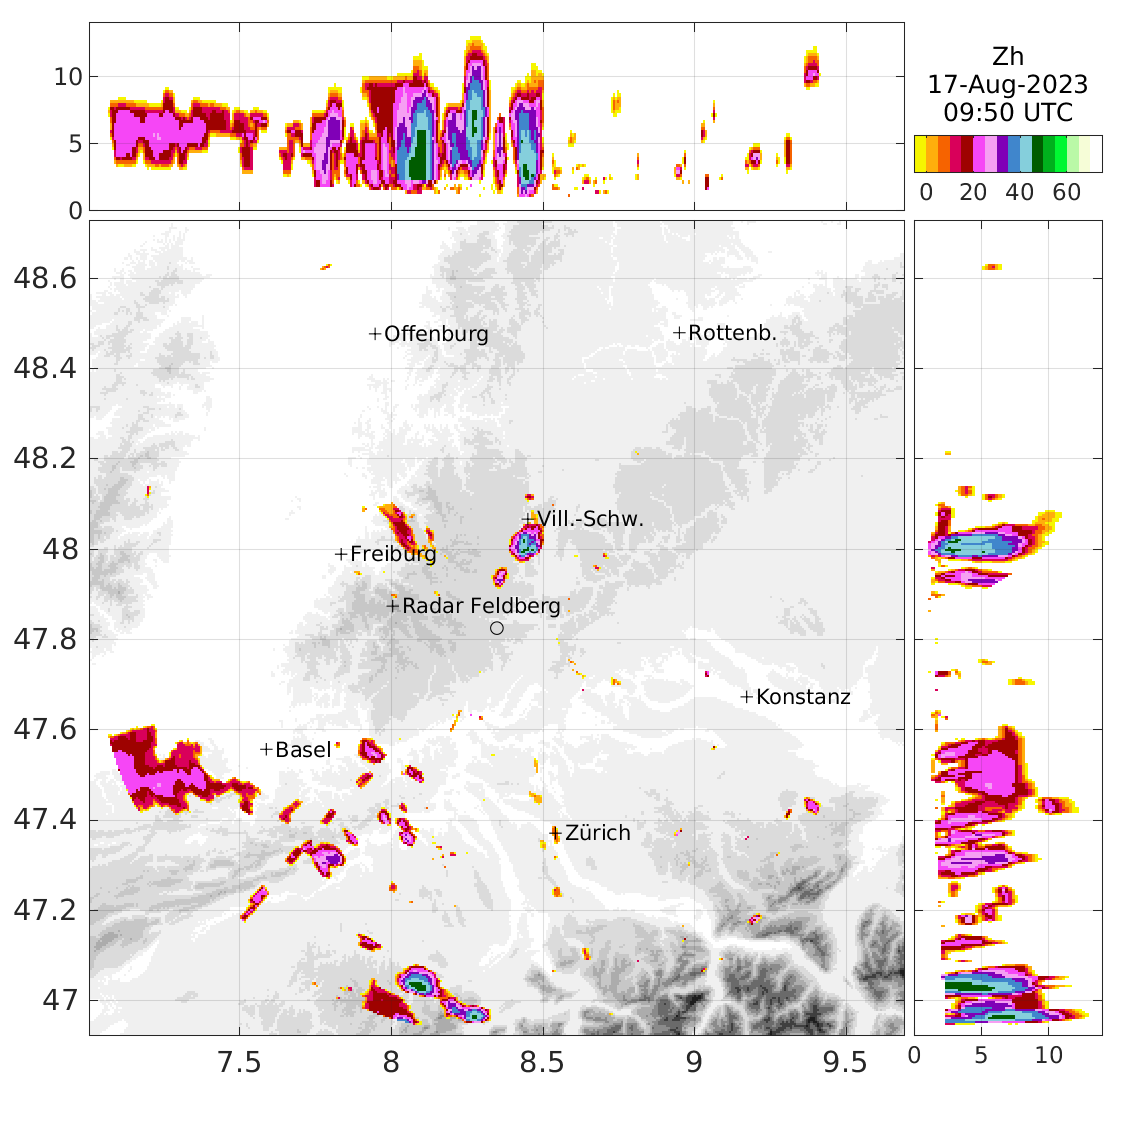 Zh
17-Aug-2023
09:50 UTC
0 20 40 60
10
5
0
48.6
48.4
48.2
48
47.8
47.6
47.4
47.2
47
+Offenburg
+Rottenb.
+Vill.-Schw.
+Freiburg
+Radar Feldberg
+Konstanz
+Basel
+Zürich
7.5 8 8.5 9 9.5
0 5 10